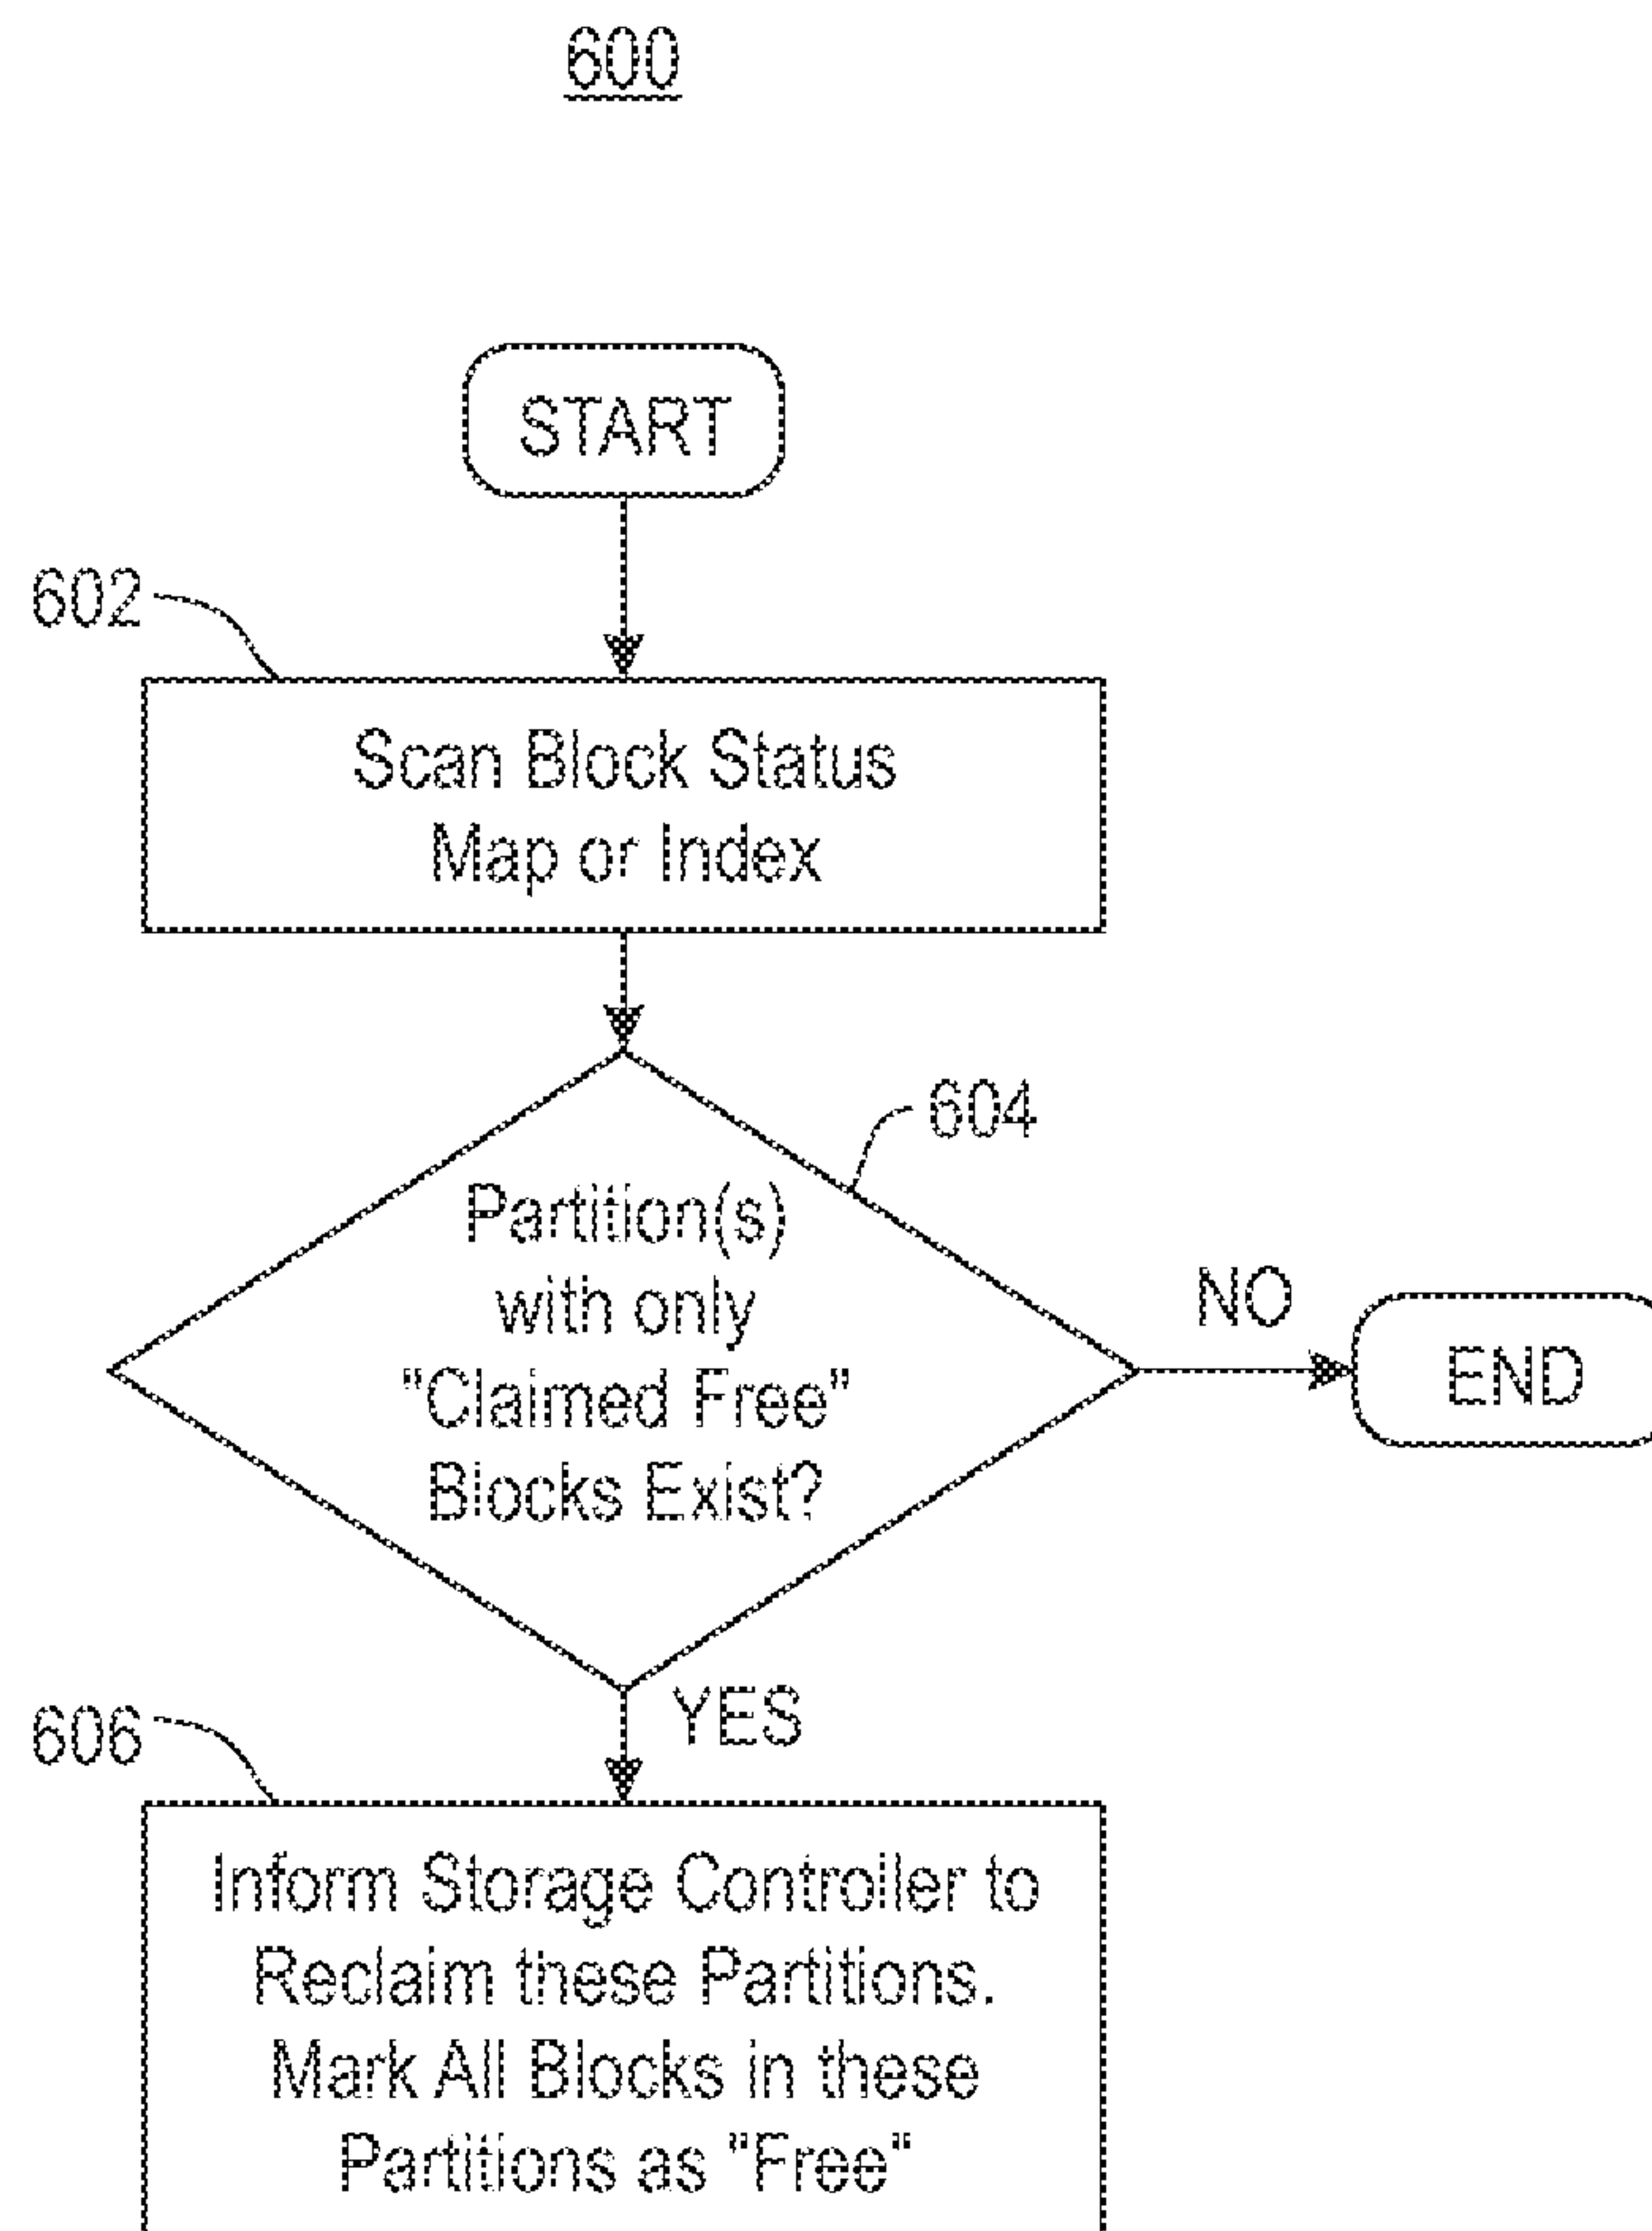 600
START
602
Scan Block Status
Map or Index
604
Partition(s)
with only
"Claimed Free"
Blocks Exist?
NO
END
YES
606
Inform Storage Controller to
Reclaim these Partitions.
Mark All Blocks in these
Partitions as "Free"